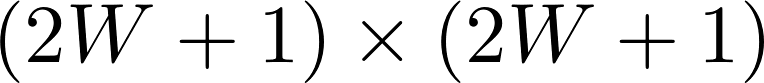 (2W + 1) × (2W + 1)